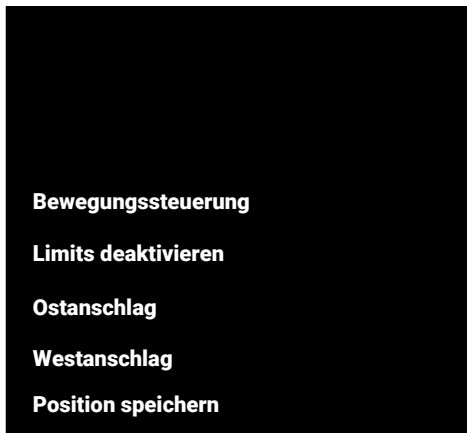 Bewegungssteuerung
Limits deaktivieren
Ostanschlag
Westanschlag
Position speichern